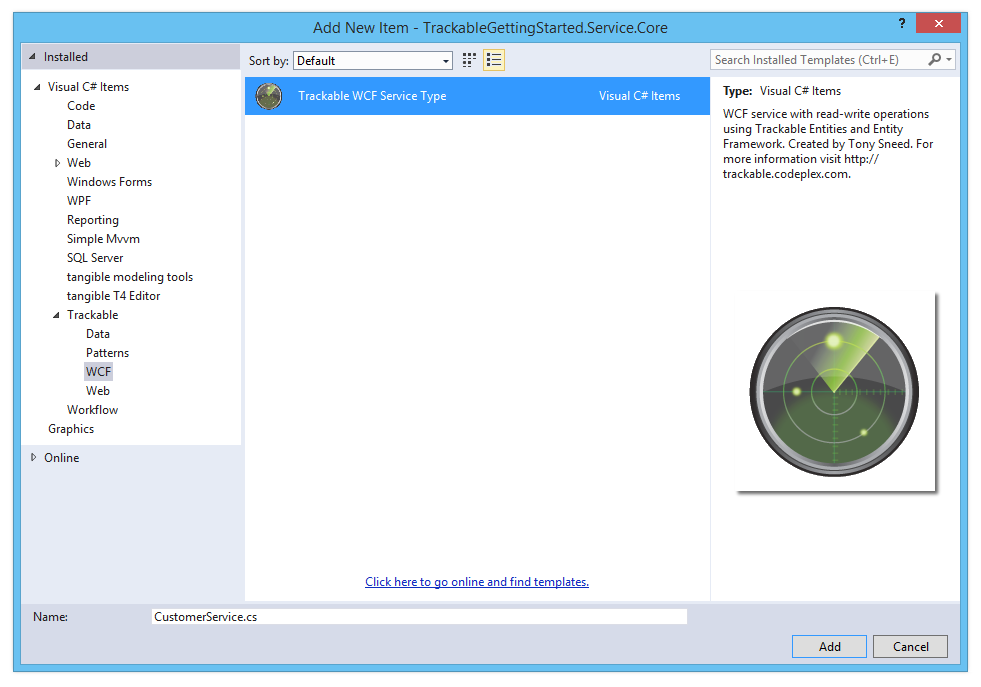 Add New Item - TrackableGettingStarted.Service.Core
?
Installed
Visual C# Items
Code
Data
General
Web
Windows Forms
WPF
Reporting
Simple Mvvm
SQL Server
tangible modeling tools
tangible T4 Editor
Trackable
Data
Patterns
WCF
Web
Workflow
Graphics
Online
Sort by: Default
Trackable WCF Service Type Visual C# Items
Click here to go online and find templates.
Search Installed Templates (Ctrl+E)
Type: Visual C# Items
WCF service with read-write operations
using Trackable Entities and Entity
Framework. Created by Tony Sneed. For
more information visit http://
trackable.codeplex.com.
Name: CustomerService.cs
Add Cancel